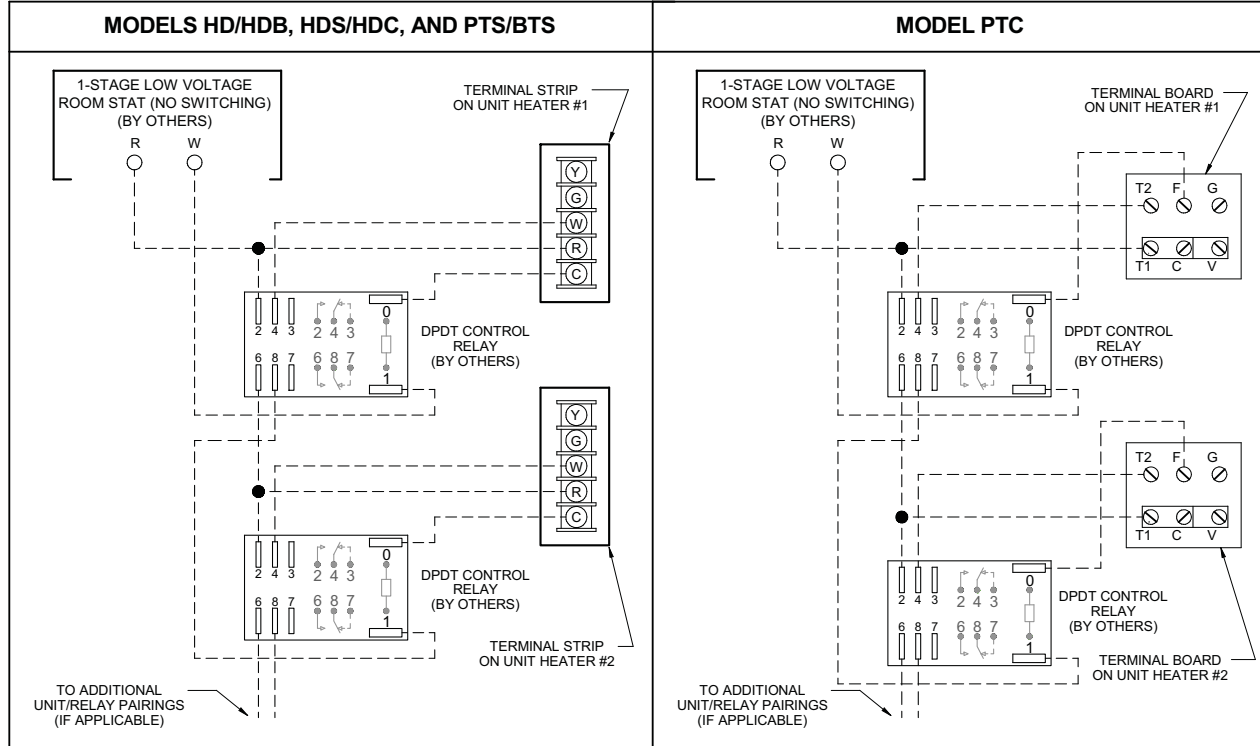 MODELS HD/HDB, HDS/HDC, AND PTS/BTS
1-STAGE LOW VOLTAGE
ROOM STAT (NO SWITCHING)
(BY OTHERS)
R W
TERMINAL STRIP
ON UNIT HEATER #1
Y
G
W
R
C
2 4 3 2 4 3 0
6 8 7 6 8 7 1
DPDT CONTROL
RELAY
(BY OTHERS)
Y
G
W
R
C
2 4 3 2 4 3 0
6 8 7 6 8 7 1
DPDT CONTROL
RELAY
(BY OTHERS)
TERMINAL STRIP
ON UNIT HEATER #2
TO ADDITIONAL
UNIT/RELAY PAIRINGS
(IF APPLICABLE)
MODEL PTC
1-STAGE LOW VOLTAGE
ROOM STAT (NO SWITCHING)
(BY OTHERS)
R W
TERMINAL BOARD
ON UNIT HEATER #1
T2 F G
T1 C V
2 4 3 2 4 3 0
6 8 7 6 8 7 1
DPDT CONTROL
RELAY
(BY OTHERS)
T2 F G
T1 C V
2 4 3 2 4 3 0
6 8 7 6 8 7 1
DPDT CONTROL
RELAY
(BY OTHERS)
TERMINAL BOARD
ON UNIT HEATER #2
TO ADDITIONAL
UNIT/RELAY PAIRINGS
(IF APPLICABLE)